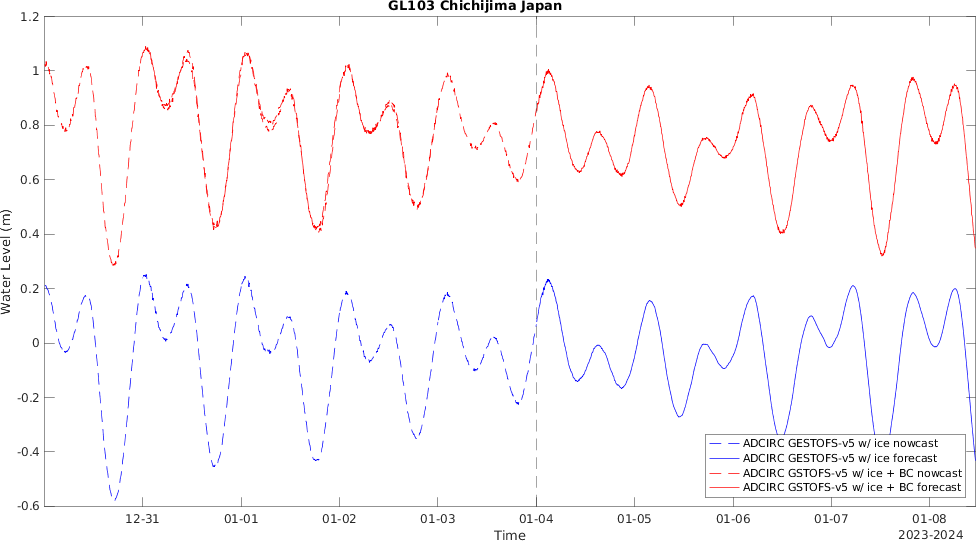 GL103 Chichijima Japan
1.2
1
0.8
0.6
0.4
0.2
0
-0.2
-0.4
-0.6
Water Level (m)
ADCIRC GESTOFS-v5 w/ ice nowcast
ADCIRC GESTOFS-v5 w/ ice forecast
ADCIRC GSTOFS-v5 w/ ice + BC nowcast
ADCIRC GSTOFS-v5 w/ ice + BC forecast
12-31 01-01 01-02 01-03 01-04 01-05 01-06 01-07 01-08
Time
2023-2024